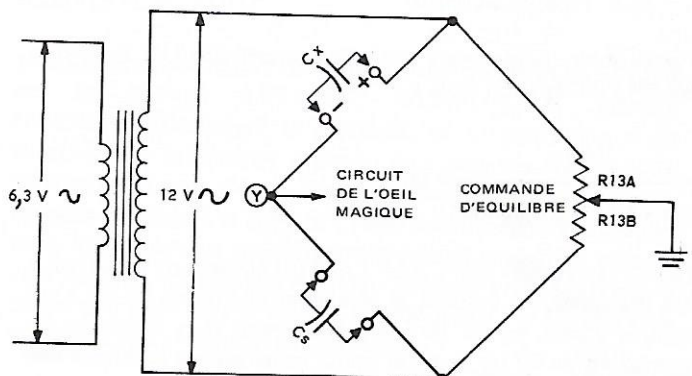 6,3 V ~
12 V ~
Cx
+
-
Y
CIRCUIT
DE L'OEIL
MAGIQUE
COMMANDE
D'EQUILIBRE
R13A
R13B
Cs